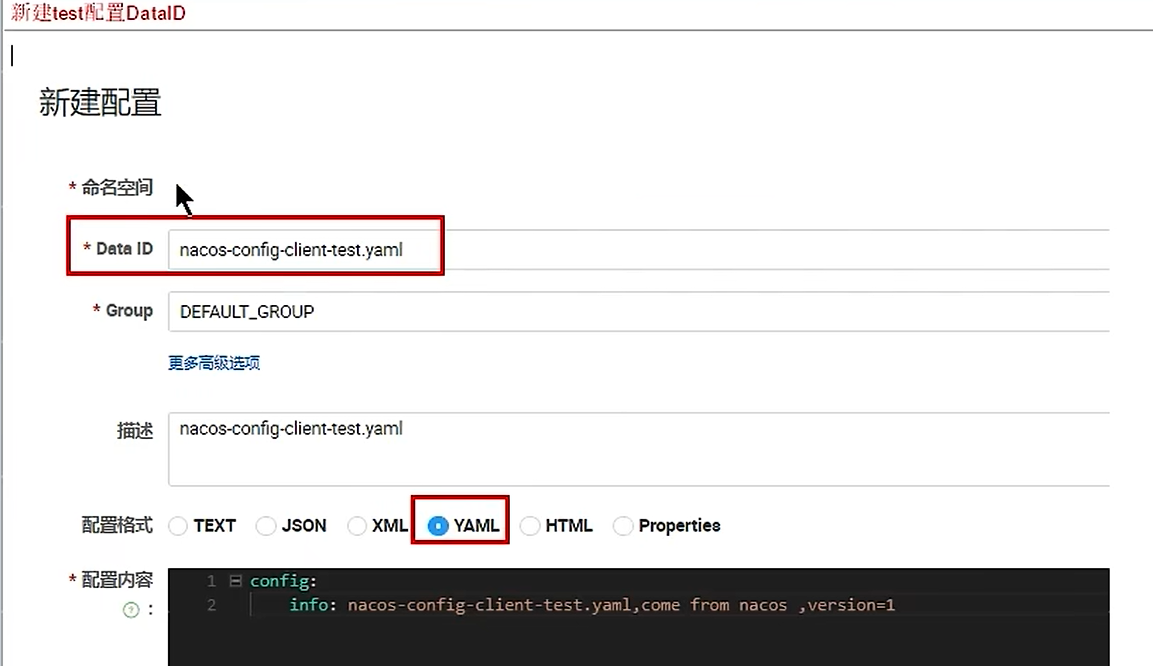 新建test配置DataID
新建配置
* 命名空间
* Data ID nacos-config-client-test.yaml
* Group DEFAULT_GROUP
更多高级选项
描述 nacos-config-client-test.yaml
配置格式 TEXT JSON XML YAML HTML Properties
* 配置内容 ? :
1 config:
2 info: nacos-config-client-test.yaml,come from nacos ,version=1